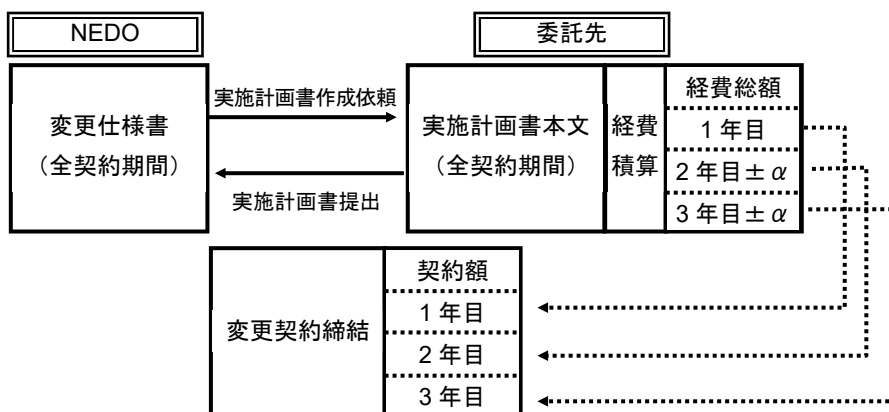 NEDO
委託先
変更仕様書
（全契約期間）
実施計画書作成依頼
実施計画書提出
実施計画書本文
（全契約期間）
経費
積算
経費総額
1 年目
2 年目± α
3 年目± α
変更契約締結
契約額
1 年目
2 年目
3 年目